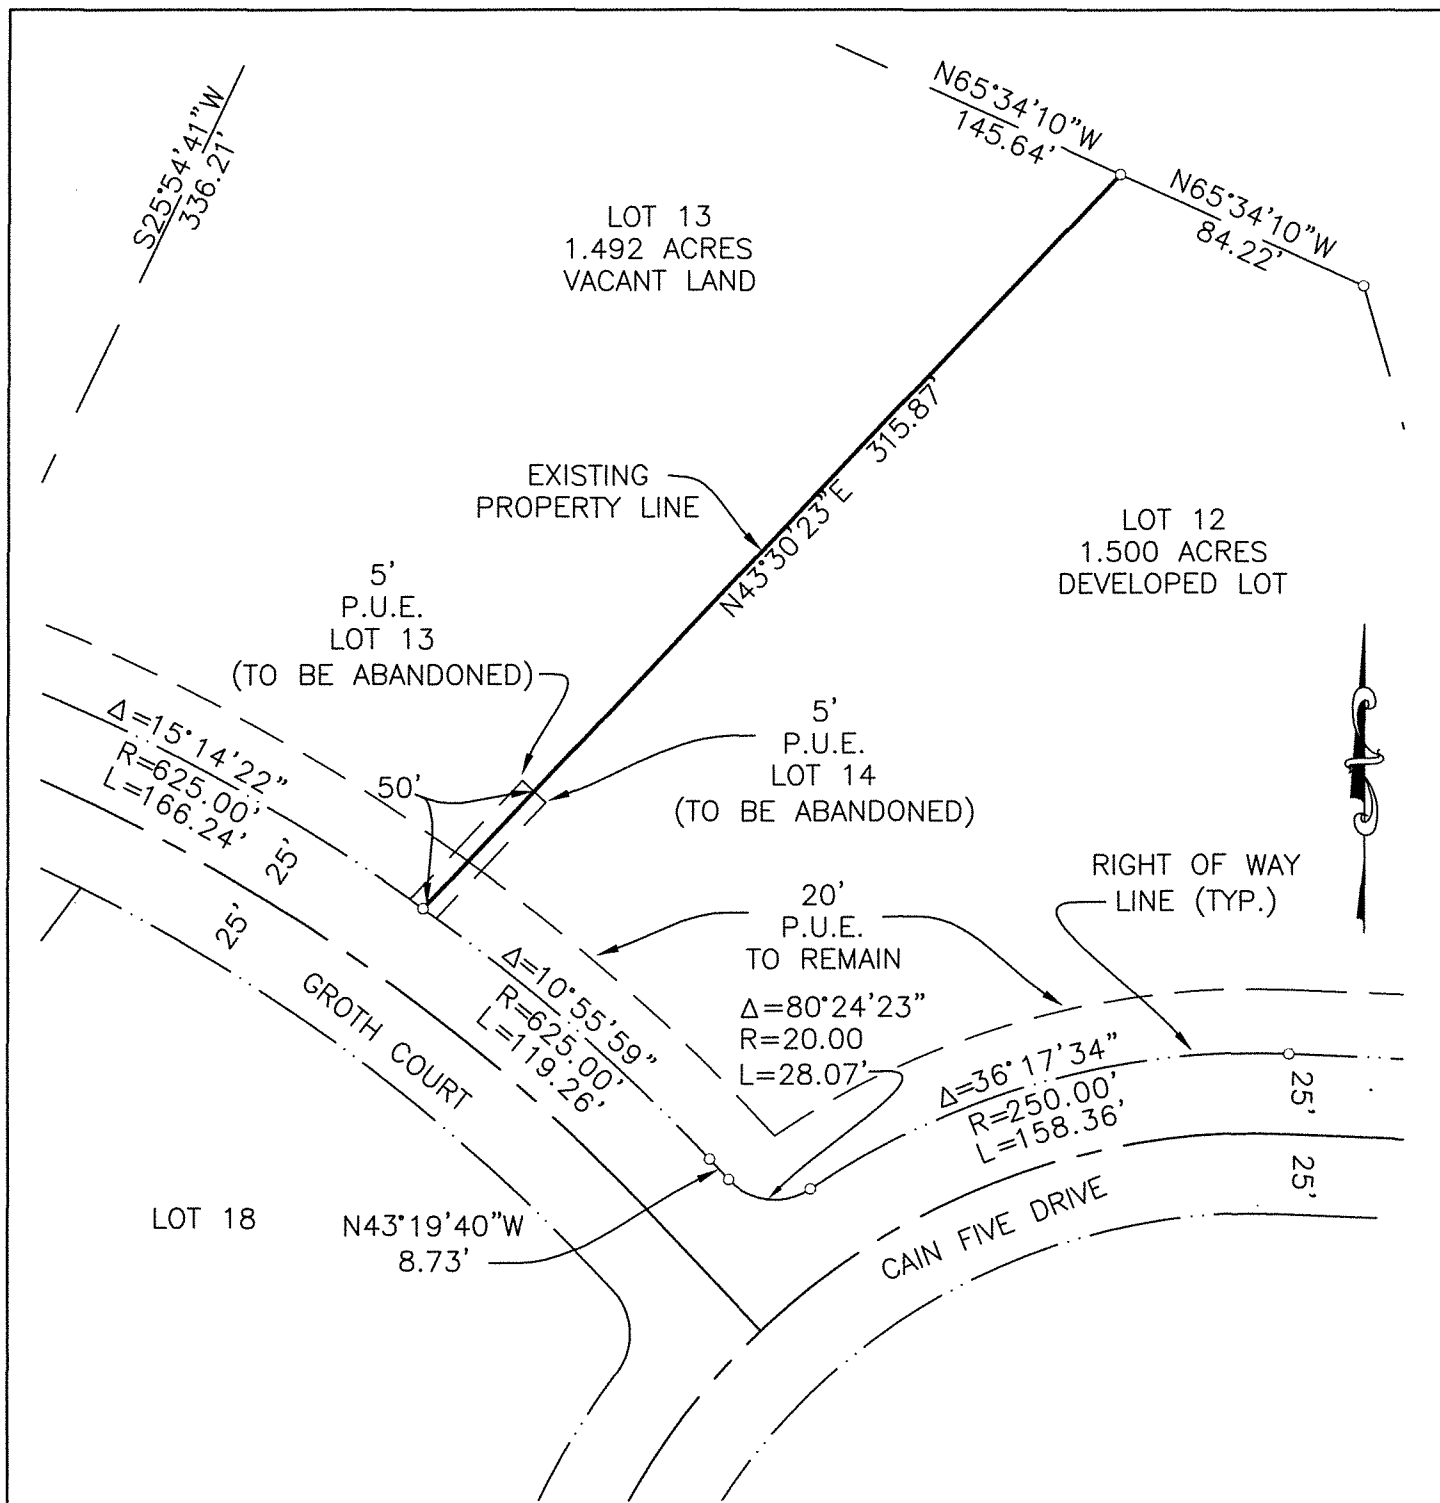 N65°34'10"W
145.64'
N65°34'10"W
84.22'
S25°54'41"W
336.21'
LOT 13
1.492 ACRES
VACANT LAND
315.87'
N43°30'23"E
EXISTING
PROPERTY LINE
LOT 12
1.500 ACRES
DEVELOPED LOT
5'
P.U.E.
LOT 13
(TO BE ABANDONED)
5'
P.U.E.
LOT 14
(TO BE ABANDONED)
Δ=15°14'22"
R=625.00'
L=166.24'
50'
25'
25'
RIGHT OF WAY
LINE (TYP.)
20'
P.U.E.
TO REMAIN
Δ=10°55'59"
R=625.00'
L=119.26'
GROTH COURT
Δ=80°24'23"
R=20.00
L=28.07'
Δ=36°17'34"
R=250.00'
L=158.36'
25'
25'
CAIN FIVE DRIVE
LOT 18
N43°19'40"W
8.73'